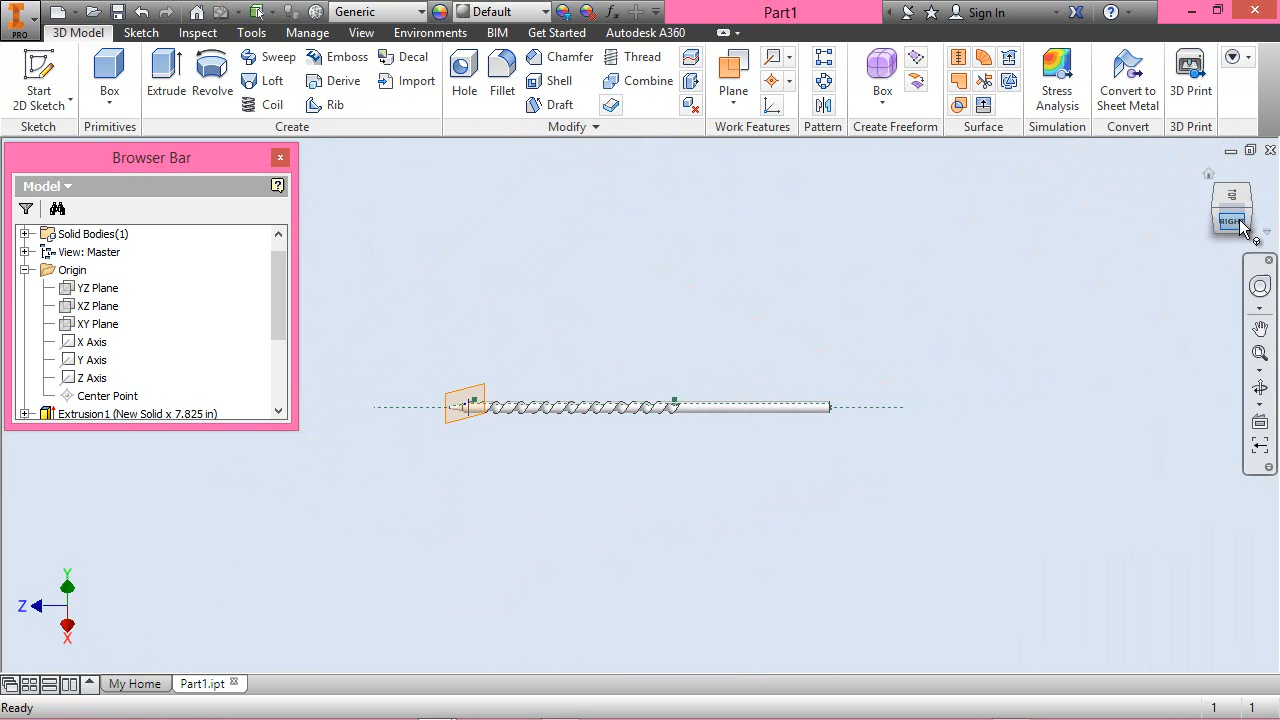 Generic
Default
Part1
Sign In
PRO
3D Model
Sketch
Inspect
Tools
Manage
View
Environments
BIM
Get Started
Autodesk A360
Start
2D Sketch
Box
Extrude
Revolve
Sweep
Loft
Coil
Emboss
Derive
Rib
Decal
Import
Hole
Fillet
Chamfer
Shell
Draft
Thread
Combine
Plane
Box
Stress
Analysis
Convert to
Sheet Metal
3D Print
Sketch
Primitives
Create
Modify
Work Features
Pattern
Create Freeform
Surface
Simulation
Convert
3D Print
Browser Bar
Model
Solid Bodies(1)
View: Master
Origin
YZ Plane
XZ Plane
XY Plane
X Axis
Y Axis
Z Axis
Center Point
Extrusion1 (New Solid x 7.825 in)
TOP
RIGHT
Y
Z
X
My Home
Part1.ipt
Ready
1
1